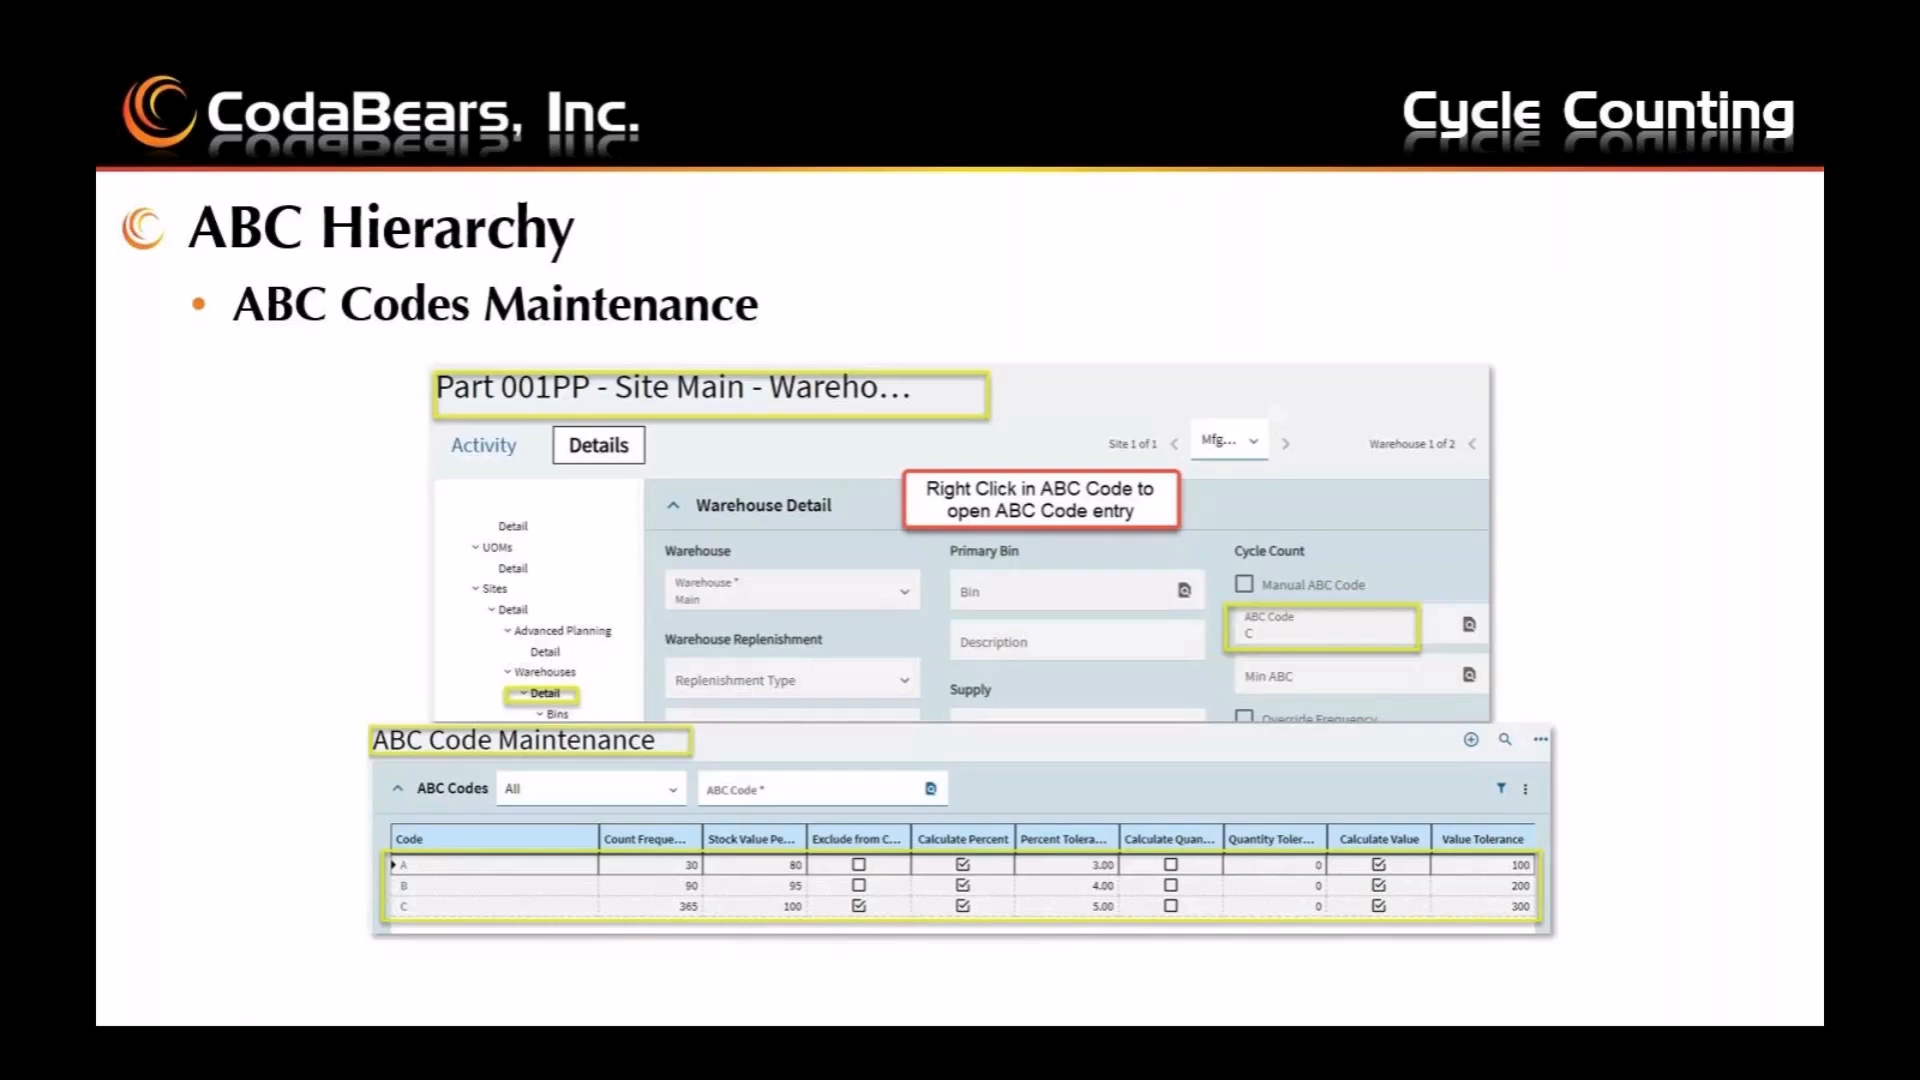 CodaBears, Inc.
Cycle Counting
ABC Hierarchy
• ABC Codes Maintenance
Part 001PP - Site Main - Wareho...
Activity Details Site 1 of 1 Mfg... Warehouse 1 of 2
Right Click in ABC Code to
open ABC Code entry
Warehouse Detail
Detail
UOMs
Detail
Sites
Detail
Advanced Planning
Detail
Warehouses
Detail
Bins
Warehouse
Warehouse *
Main
Warehouse Replenishment
Replenishment Type
Primary Bin
Bin
Description
Supply
Cycle Count
Manual ABC Code
ABC Code
C
Min ABC
Override Frequency
ABC Code Maintenance
ABC Codes All ABC Code *
Code Count Freque... Stock Value Pe... Exclude from C... Calculate Percent Percent Tolera... Calculate Quan... Quantity Toler... Calculate Value Value Tolerance
A 30 80 3.00 0 100
B 90 95 4.00 0 200
C 365 100 5.00 0 300